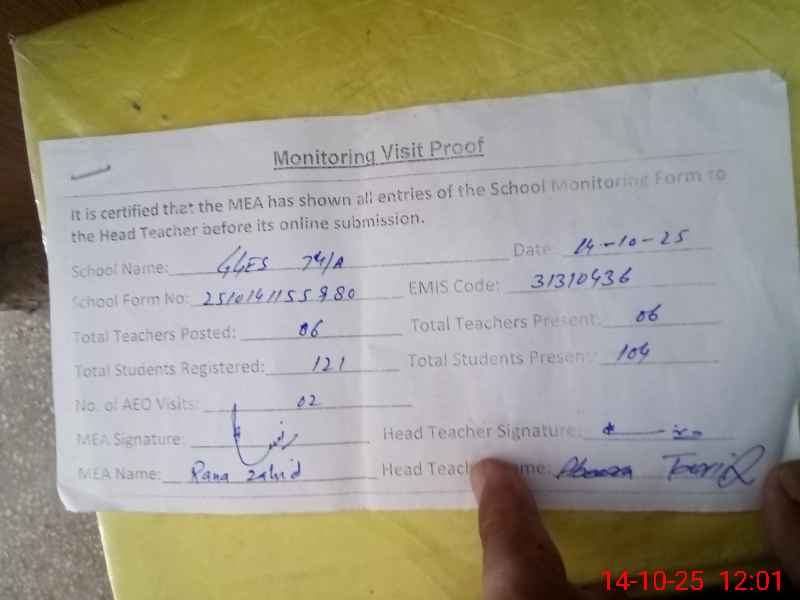 Monitoring Visit Proof
It is certified that the MEA has shown all entries of the School Monitoring Form to
the Head Teacher before its online submission.
School Name: GGES 74/A Date: 14-10-25
School Form No: 2510141155980 EMIS Code: 31310436
Total Teachers Posted: 06 Total Teachers Present: 06
Total Students Registered: 121 Total Students Present: 104
No. of AEO Visits: 02
MEA Signature: Head Teacher Signature:
MEA Name: Rana Zahid Head Teach me: Tariq
14-10-25 12:01